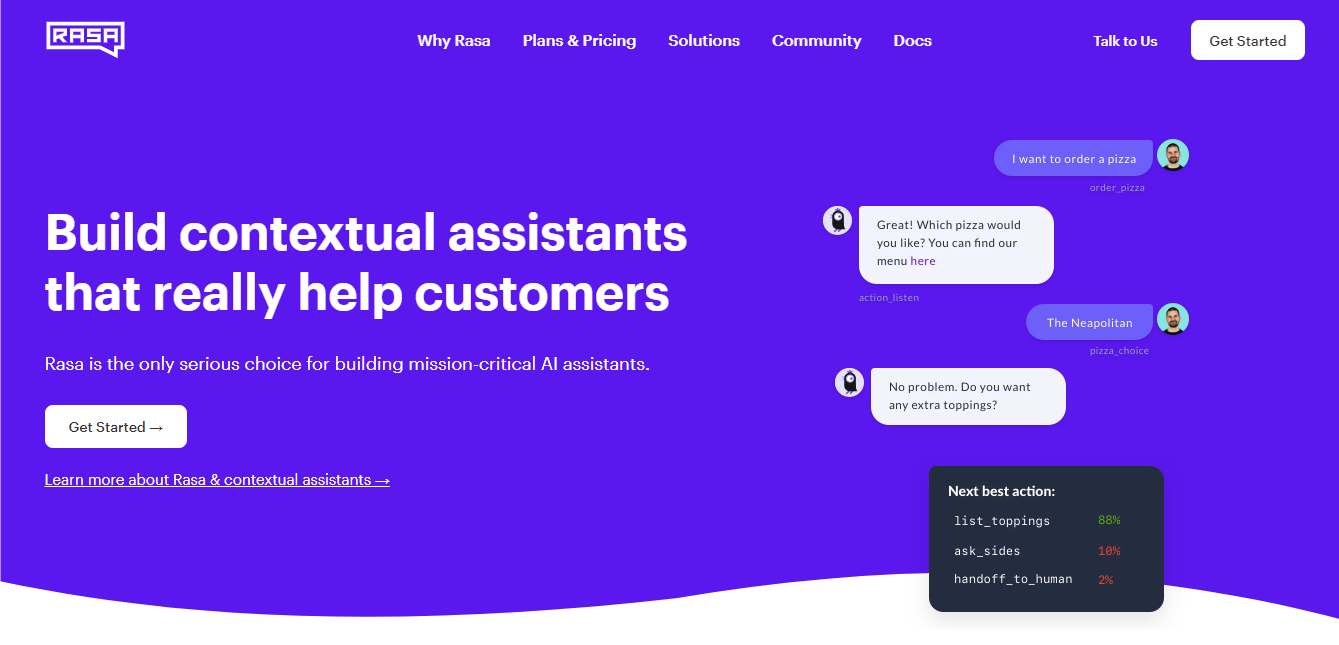 RASA
Why Rasa
Plans & Pricing
Solutions
Community
Docs
Talk to Us
Get Started
Build contextual assistants
that really help customers
Rasa is the only serious choice for building mission-critical AI assistants.
Get Started →
Learn more about Rasa & contextual assistants →
I want to order a pizza
order_pizza
Great! Which pizza would
you like? You can find our
menu here
action_listen
The Neapolitan
pizza_choice
No problem. Do you want
any extra toppings?
Next best action:
list_toppings 88%
ask_sides 10%
handoff_to_human 2%